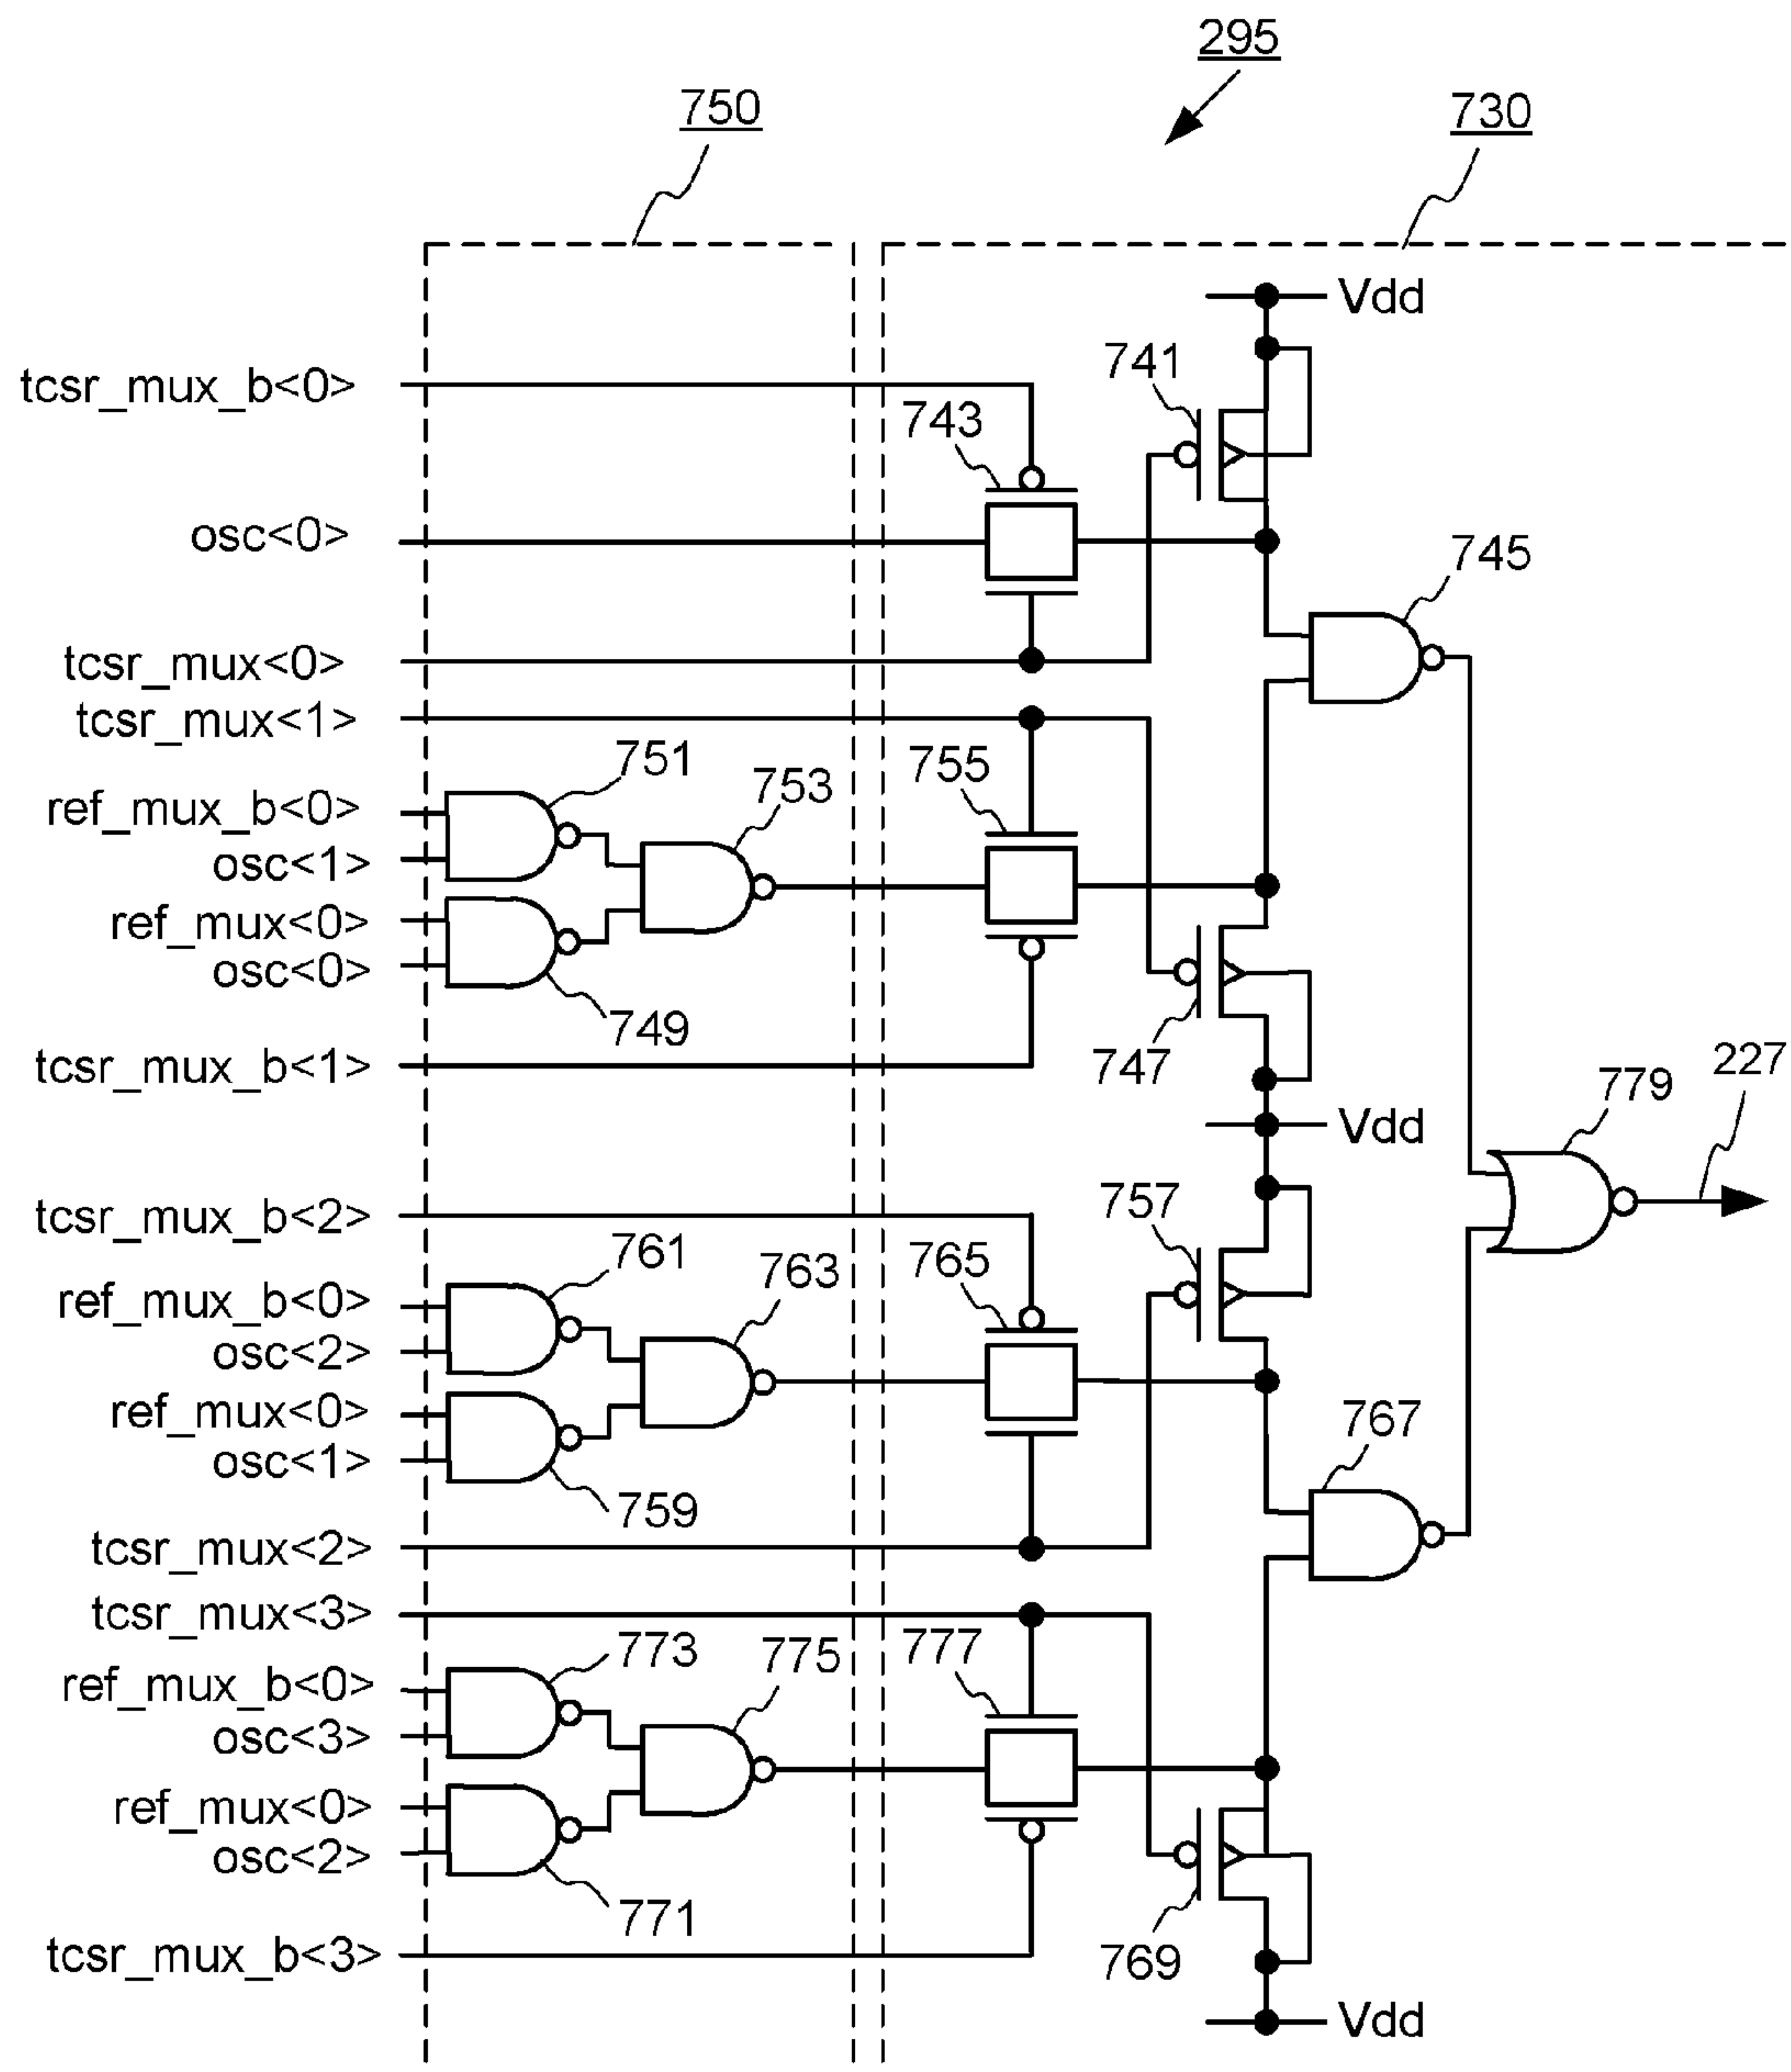 295
750
730
Vdd
741
tcsr_mux_b<0>
743
osc<0>
745
tcsr_mux<0>
tcsr_mux<1>
751
755
753
ref_mux_b<0>
osc<1>
ref_mux<0>
osc<0>
749
tcsr_mux_b<1>
747
227
779
Vdd
tcsr_mux_b<2>
757
761
763
765
ref_mux_b<0>
osc<2>
ref_mux<0>
osc<1>
767
759
tcsr_mux<2>
tcsr_mux<3>
773
775
777
ref_mux_b<0>
osc<3>
ref_mux<0>
osc<2>
771
tcsr_mux_b<3>
769
Vdd